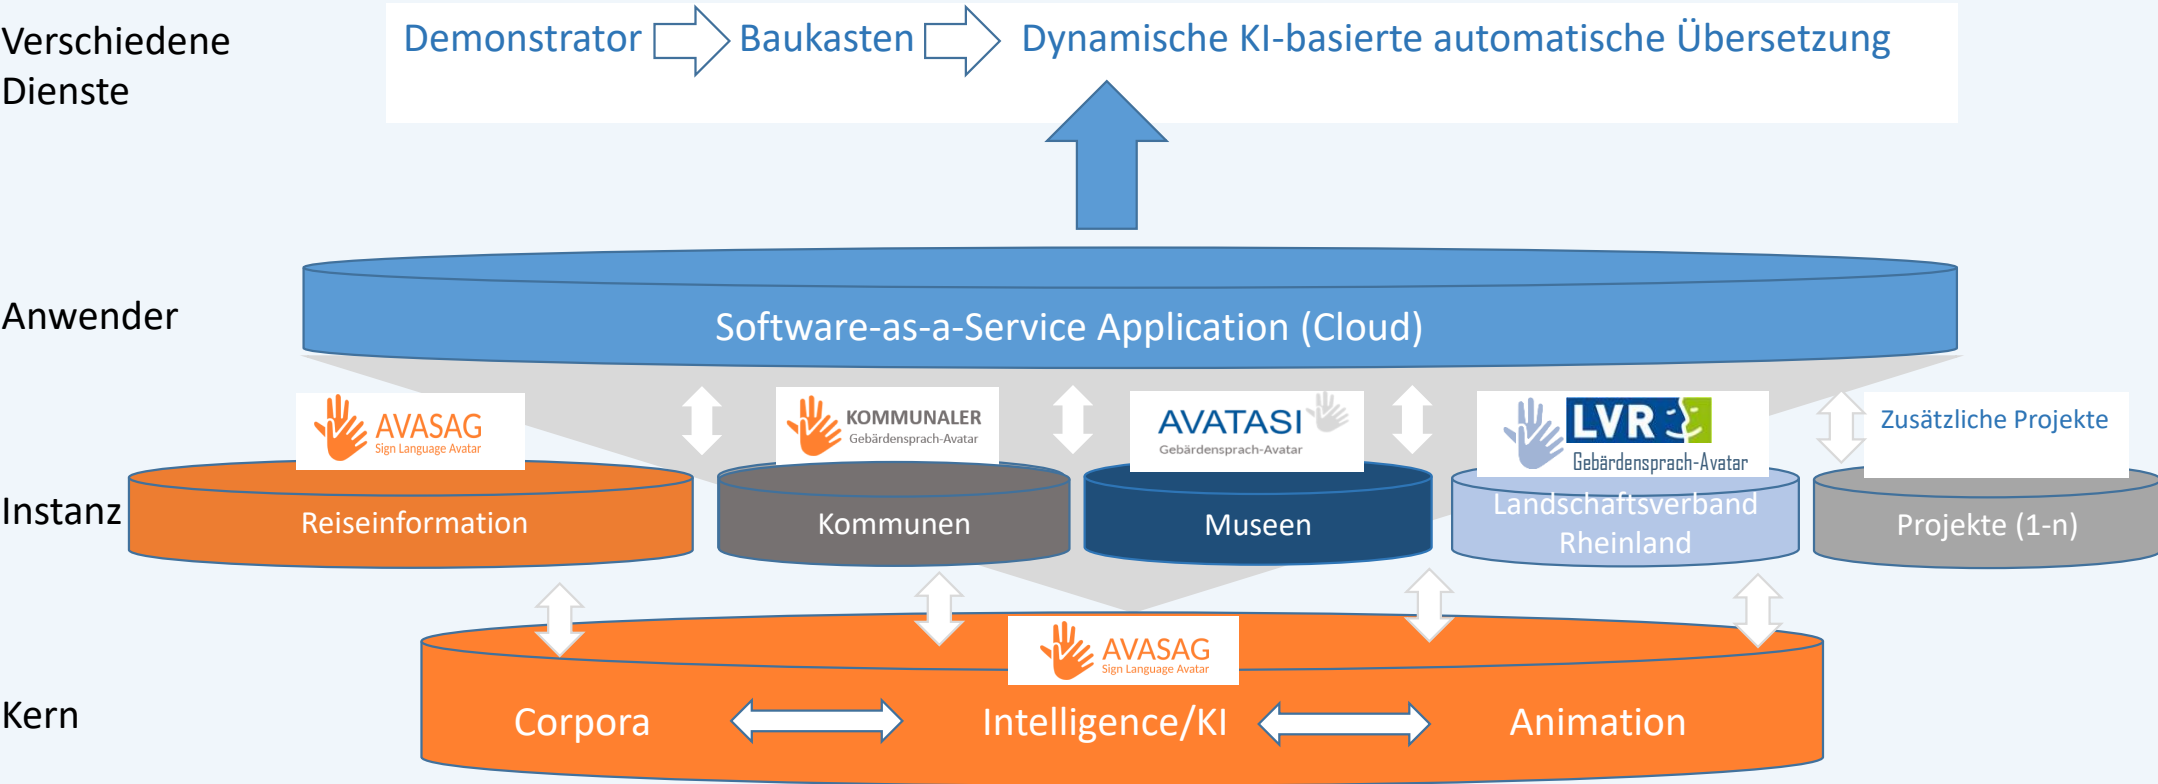 Verschiedene
Dienste
Demonstrator
Baukasten
Dynamische KI-basierte automatische Übersetzung
Anwender
Software-as-a-Service Application (Cloud)
AVASAG
Sign Language Avatar
KOMMUNALER
Gebärdensprach-Avatar
AVATASI
Gebärdensprach-Avatar
LVR
Gebärdensprach-Avatar
Zusätzliche Projekte
Instanz
Reiseinformation
Kommunen
Museen
Landschaftsverband
Rheinland
Projekte (1-n)
AVASAG
Sign Language Avatar
Kern
Corpora
Intelligence/KI
Animation